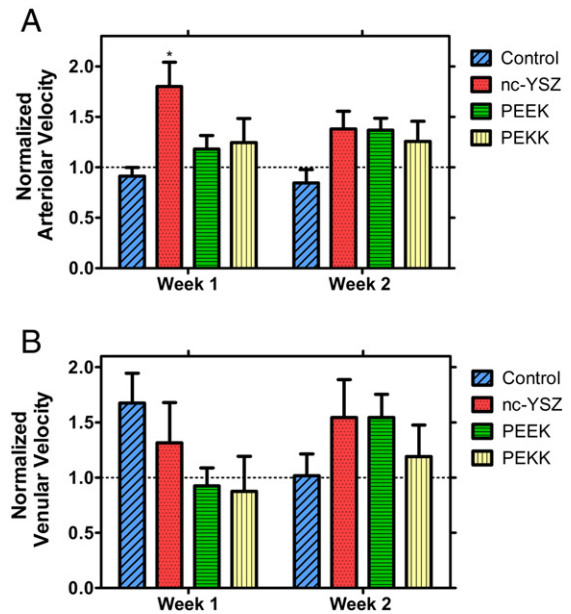 A
Normalized
Arteriolar Velocity
2.0
1.5
1.0
0.5
0.0
*
Week 1
Week 2
Control
nc-YSZ
PEEK
PEKK
B
Normalized
Venular Velocity
2.0
1.5
1.0
0.5
0.0
Week 1
Week 2
Control
nc-YSZ
PEEK
PEKK